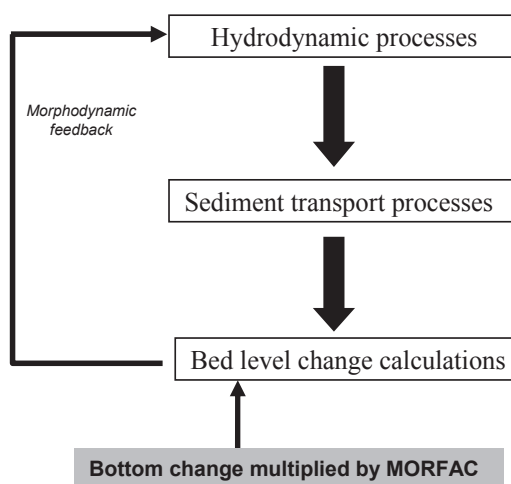 Hydrodynamic processes
Morphodynamic
feedback
Sediment transport processes
Bed level change calculations
Bottom change multiplied by MORFAC